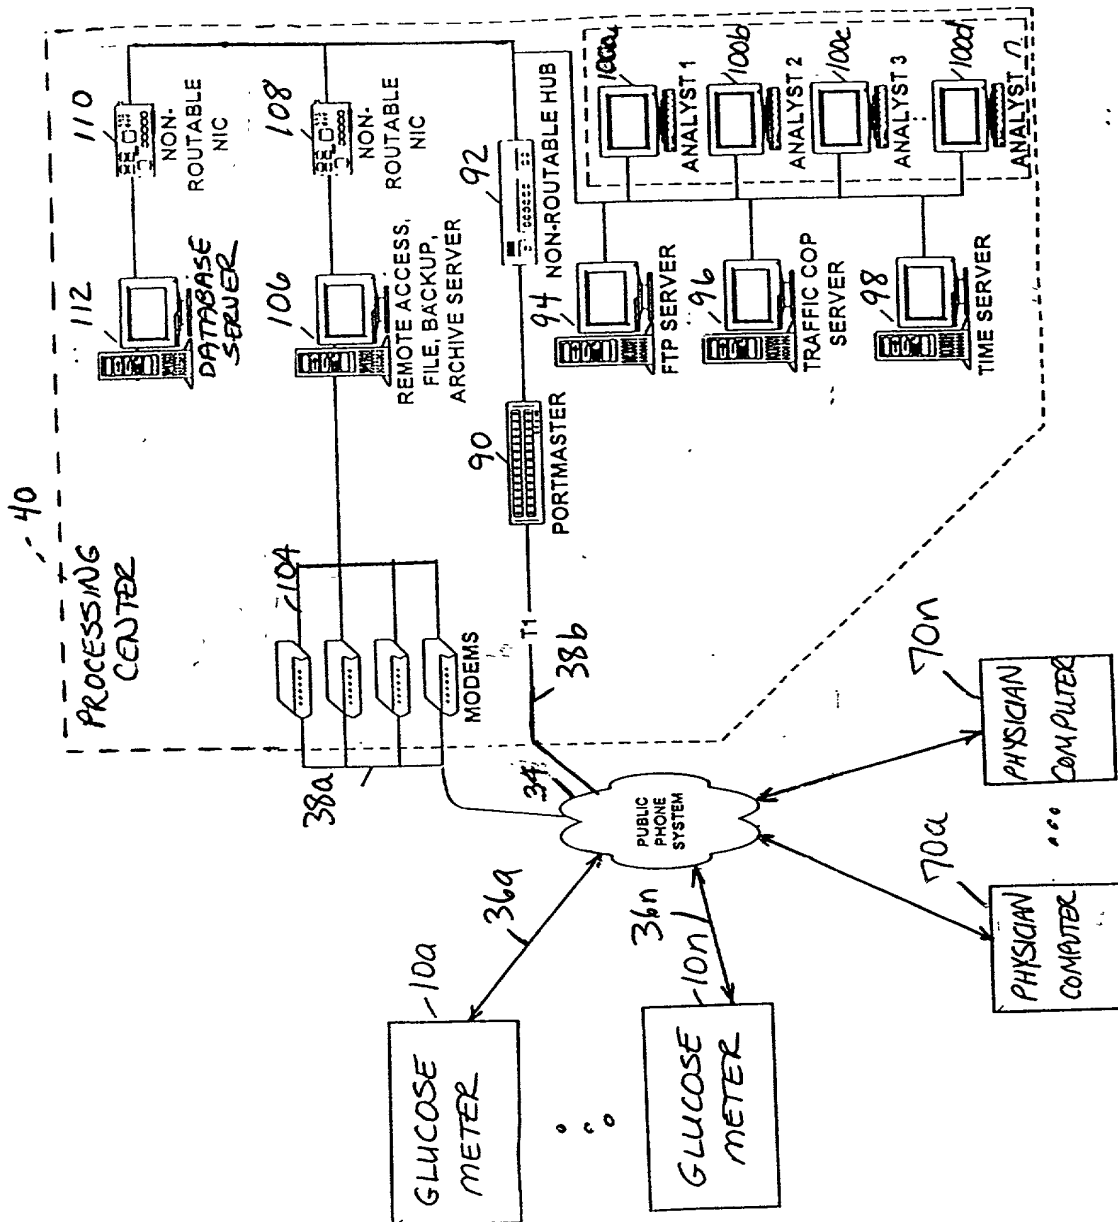 PROCESSING
CENTER
40
112
DATABASE
SERVER
110
NON-
ROUTABLE
NIC
104
MODEMS
106
REMOTE ACCESS,
FILE, BACKUP,
ARCHIVE SERVER
108
NON-
ROUTABLE
NIC
38a
T1
38b
90
PORTMASTER
92
NON-ROUTABLE HUB
94
FTP SERVER
96
TRAFFIC COP
SERVER
98
TIME SERVER
100a
ANALYST 1
100b
ANALYST 2
100c
ANALYST 3
100d
ANALYST n
34
PUBLIC
PHONE
SYSTEM
36a
10a
GLUCOSE
METER
36n
10n
GLUCOSE
METER
70a
PHYSICIAN
COMPUTER
70n
PHYSICIAN
COMPUTER